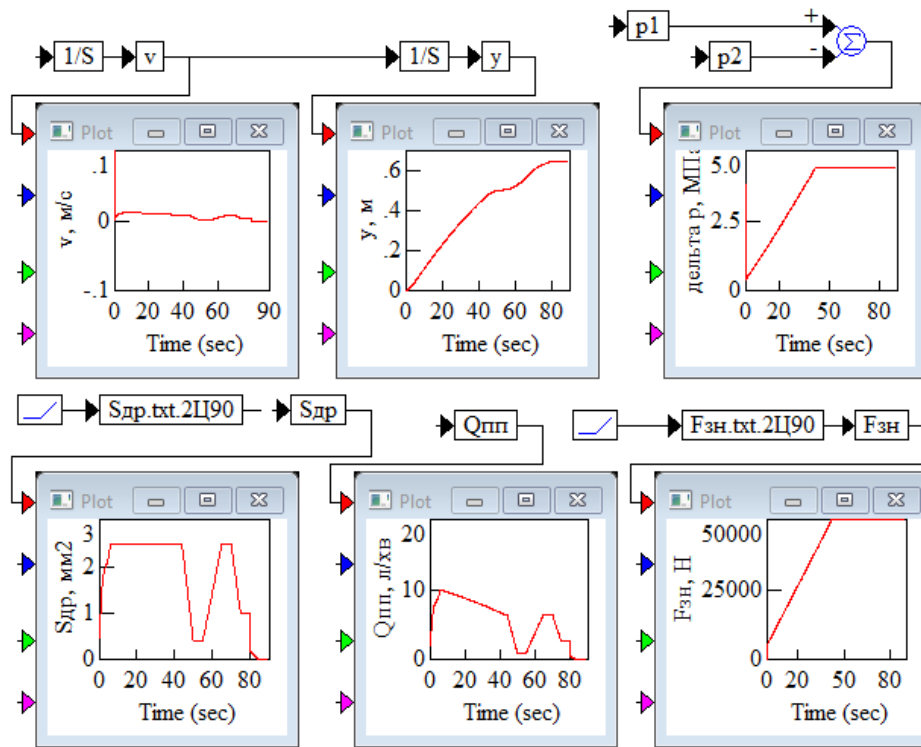 p1
+
1/S
v
1/S
y
p2
-
Σ
Plot
Plot
Plot
v, м/с
.1
0
-.1
0 20 40 60 90
Time (sec)
y, м
.6
.4
.2
0
0 20 40 60 80
Time (sec)
дельта p, МПа
5.0
2.5
0
0 50 90
Time (sec)
Sдр.txt.2Ц90
Sдр
Qпп
Fзн.txt.2Ц90
Fзн
Plot
Plot
Plot
Sдр, мм2
3
2
1
0
0 20 40 60 80
Time (sec)
Qпп, л/хв
20
10
0
0 20 40 60 80
Time (sec)
Fзн, Н
50000
25000
0
0 20 50 90
Time (sec)